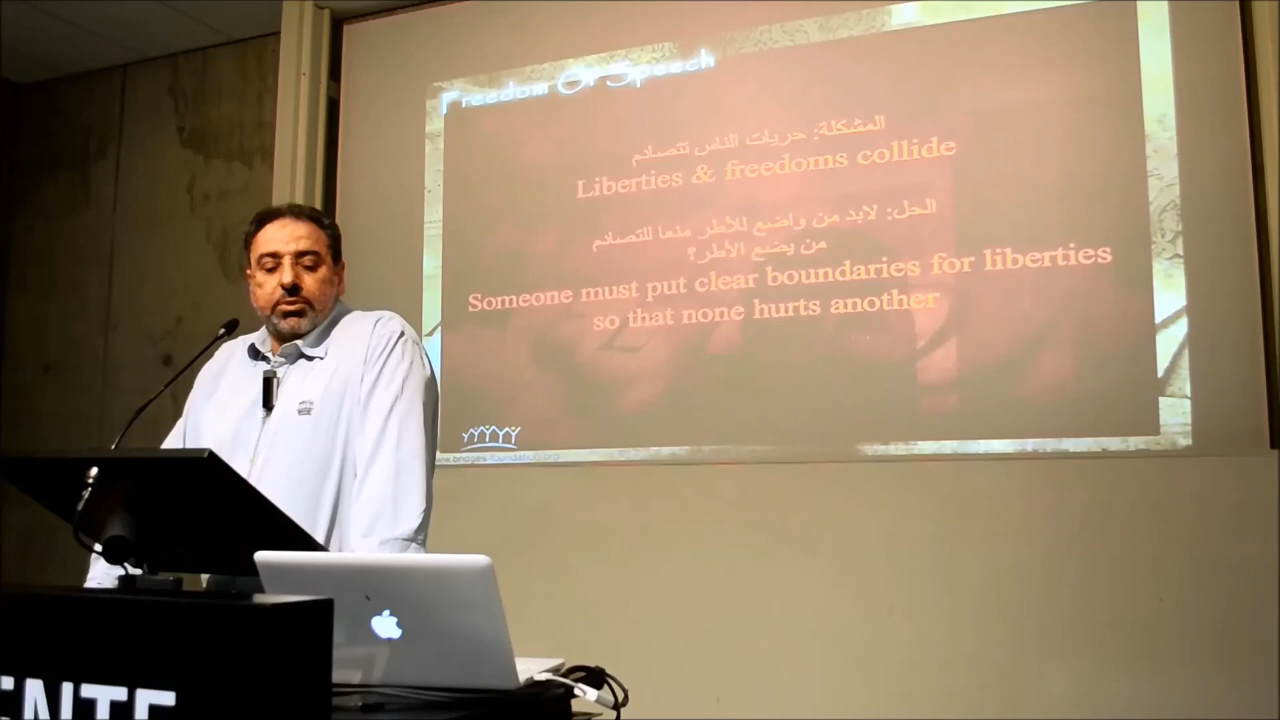 Freedom Of Speech
المشكلة: حريات الناس تتصادم
Liberties & freedoms collide
الحل: لابد من واضع للأطر منعا للتصادم
من يضع الأطر؟
Someone must put clear boundaries for liberties
so that none hurts another
www.bridges-foundation.org
ENTE